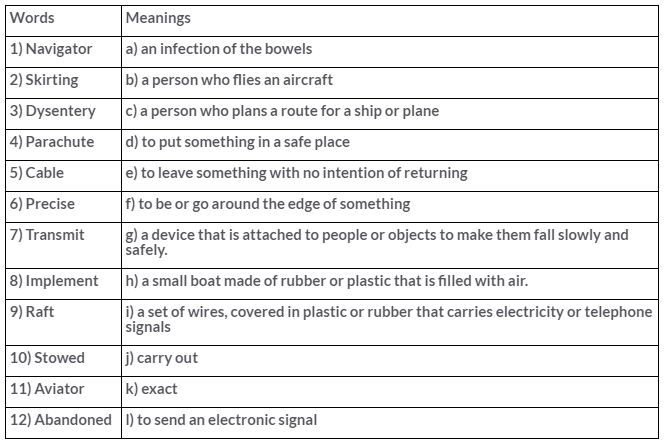 Words Meanings
1) Navigator a) an infection of the bowels
2) Skirting b) a person who flies an aircraft
3) Dysentery c) a person who plans a route for a ship or plane
4) Parachute d) to put something in a safe place
5) Cable e) to leave something with no intention of returning
6) Precise f) to be or go around the edge of something
7) Transmit g) a device that is attached to people or objects to make them fall slowly and
safely.
8) Implement h) a small boat made of rubber or plastic that is filled with air.
9) Raft i) a set of wires, covered in plastic or rubber that carries electricity or telephone
signals
10) Stowed j) carry out
11) Aviator k) exact
12) Abandoned l) to send an electronic signal